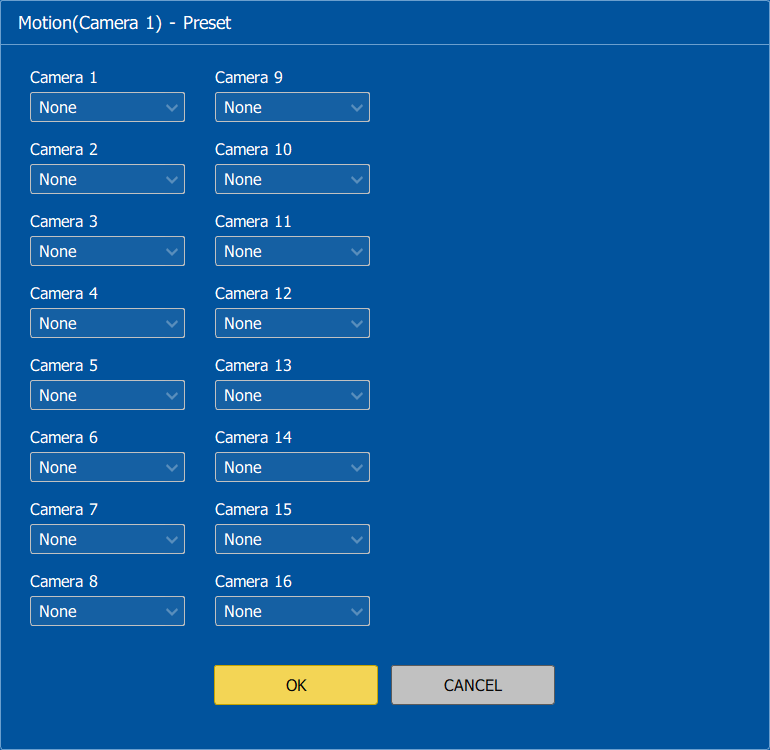 Motion(Camera 1) - Preset
Camera 1
None
Camera 2
None
Camera 3
None
Camera 4
None
Camera 5
None
Camera 6
None
Camera 7
None
Camera 8
None
Camera 9
None
Camera 10
None
Camera 11
None
Camera 12
None
Camera 13
None
Camera 14
None
Camera 15
None
Camera 16
None
OK
CANCEL